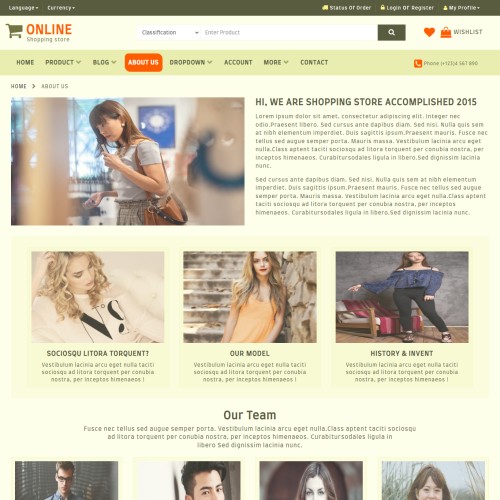 Language
Currency
Status Of Order
Login Or Register
My Profile
ONLINE
Shopping store
Classification
Enter Product
WISHLIST
HOME
PRODUCT
BLOG
ABOUT US
DROPDOWN
ACCOUNT
MORE
CONTACT
HOME > ABOUT US
HI, WE ARE SHOPPING STORE ACCOMPLISHED 2015
Lorem ipsum dolor sit amet, consectetur adipiscing elit. Cras nec
odio.Praesent libero. Sed cursus ante dapibus diam. Sed nisi. Nulla quis sem
at nibh elementum imperdiet. Duis sagittis ipsum.Praesent mauris. Fusce nec
tellus sed augue semper porta. Mauris massa. Vestibulum lacinia arcu eget
nulla.Class aptent taciti sociosqu ad litora torquent per conubia nostra, per
inceptos himenaeos. Curabitursodales ligula in libero.Sed dignissim lacinia
nunc.
Sed cursus ante dapibus diam. Sed nisi. Nulla quis sem at nibh elementum
imperdiet. Duis sagittis ipsum.Praesent mauris. Fusce nec tellus sed augue
semper porta. Mauris massa. Vestibulum lacinia arcu eget nulla.Class aptent
taciti sociosqu ad litora torquent per conubia nostra, per inceptos
himenaeos. Curabitursodales ligula in libero.Sed dignissim lacinia nunc.
SOCIOSQU LITORA TORQUENT?
Vestibulum lacinia arcu eget nulla taciti
sociosqu ad litora torquent per conubia
nostra, per inceptos himenaeos !
OUR MODEL
Vestibulum lacinia arcu eget nulla taciti
sociosqu ad litora torquent per conubia
nostra, per inceptos himenaeos !
HISTORY & INVENT
Vestibulum lacinia arcu eget nulla taciti
sociosqu ad litora torquent per conubia
nostra, per inceptos himenaeos !
Our Team
Fusce nec tellus sed augue semper porta. Vestibulum lacinia arcu
eget nulla.Class aptent taciti sociosqu ad litora torquent per conubia
nostra, per inceptos himenaeos. Curabitursodales ligula in
libero.Sed dignissim lacinia nunc.